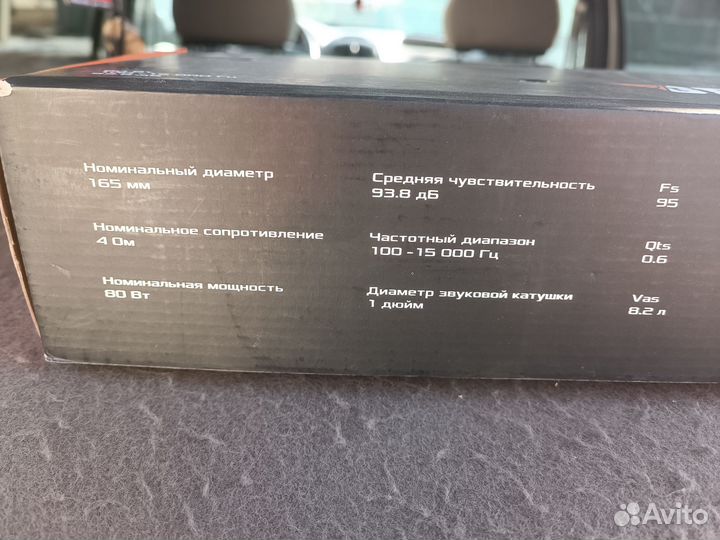 Номинальный диаметр
165 мм
Номинальное сопротивление
4 Ом
Номинальная мощность
80 Вт
Средняя чувствительность
93.8 дБ
Частотный диапазон
100 -15 000 Гц
Диаметр звуковой катушки
1 дюйм
Fs
95
Qts
0.6
Vas
8.2 л
Avito